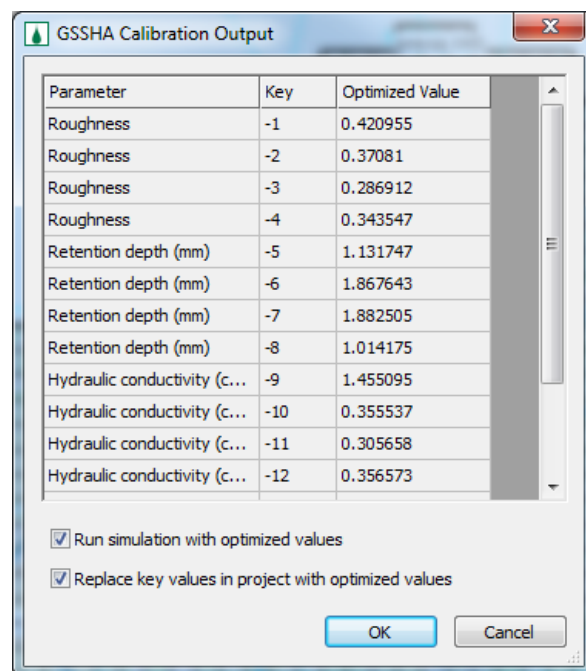 GSSHA Calibration Output
Parameter Key Optimized Value
Roughness -1 0.420955
Roughness -2 0.37081
Roughness -3 0.286912
Roughness -4 0.343547
Retention depth (mm) -5 1.131747
Retention depth (mm) -6 1.867643
Retention depth (mm) -7 1.882505
Retention depth (mm) -8 1.014175
Hydraulic conductivity (c... -9 1.455095
Hydraulic conductivity (c... -10 0.355537
Hydraulic conductivity (c... -11 0.305658
Hydraulic conductivity (c... -12 0.356573
Run simulation with optimized values
Replace key values in project with optimized values
OK Cancel